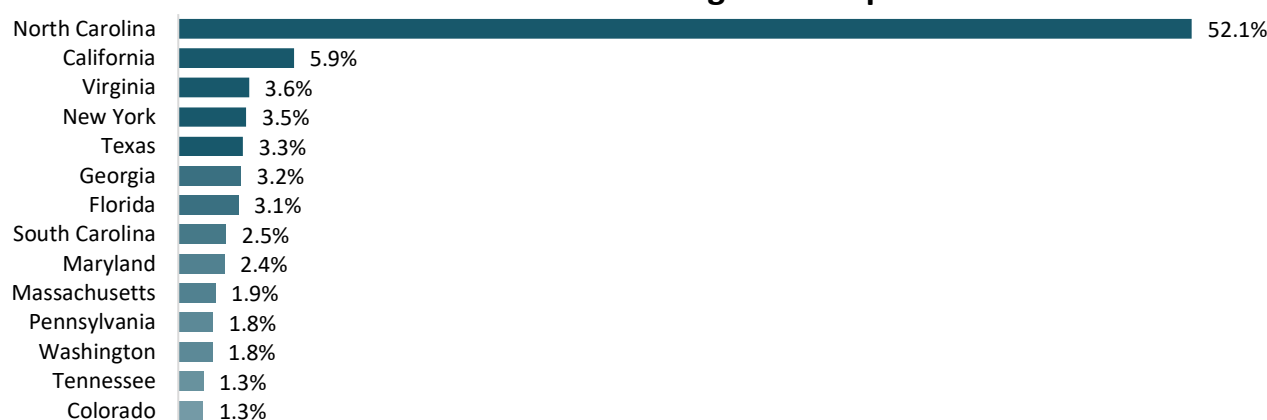 North Carolina 52.1%
California 5.9%
Virginia 3.6%
New York 3.5%
Texas 3.3%
Georgia 3.2%
Florida 3.1%
South Carolina 2.5%
Maryland 2.4%
Massachusetts 1.9%
Pennsylvania 1.8%
Washington 1.8%
Tennessee 1.3%
Colorado 1.3%